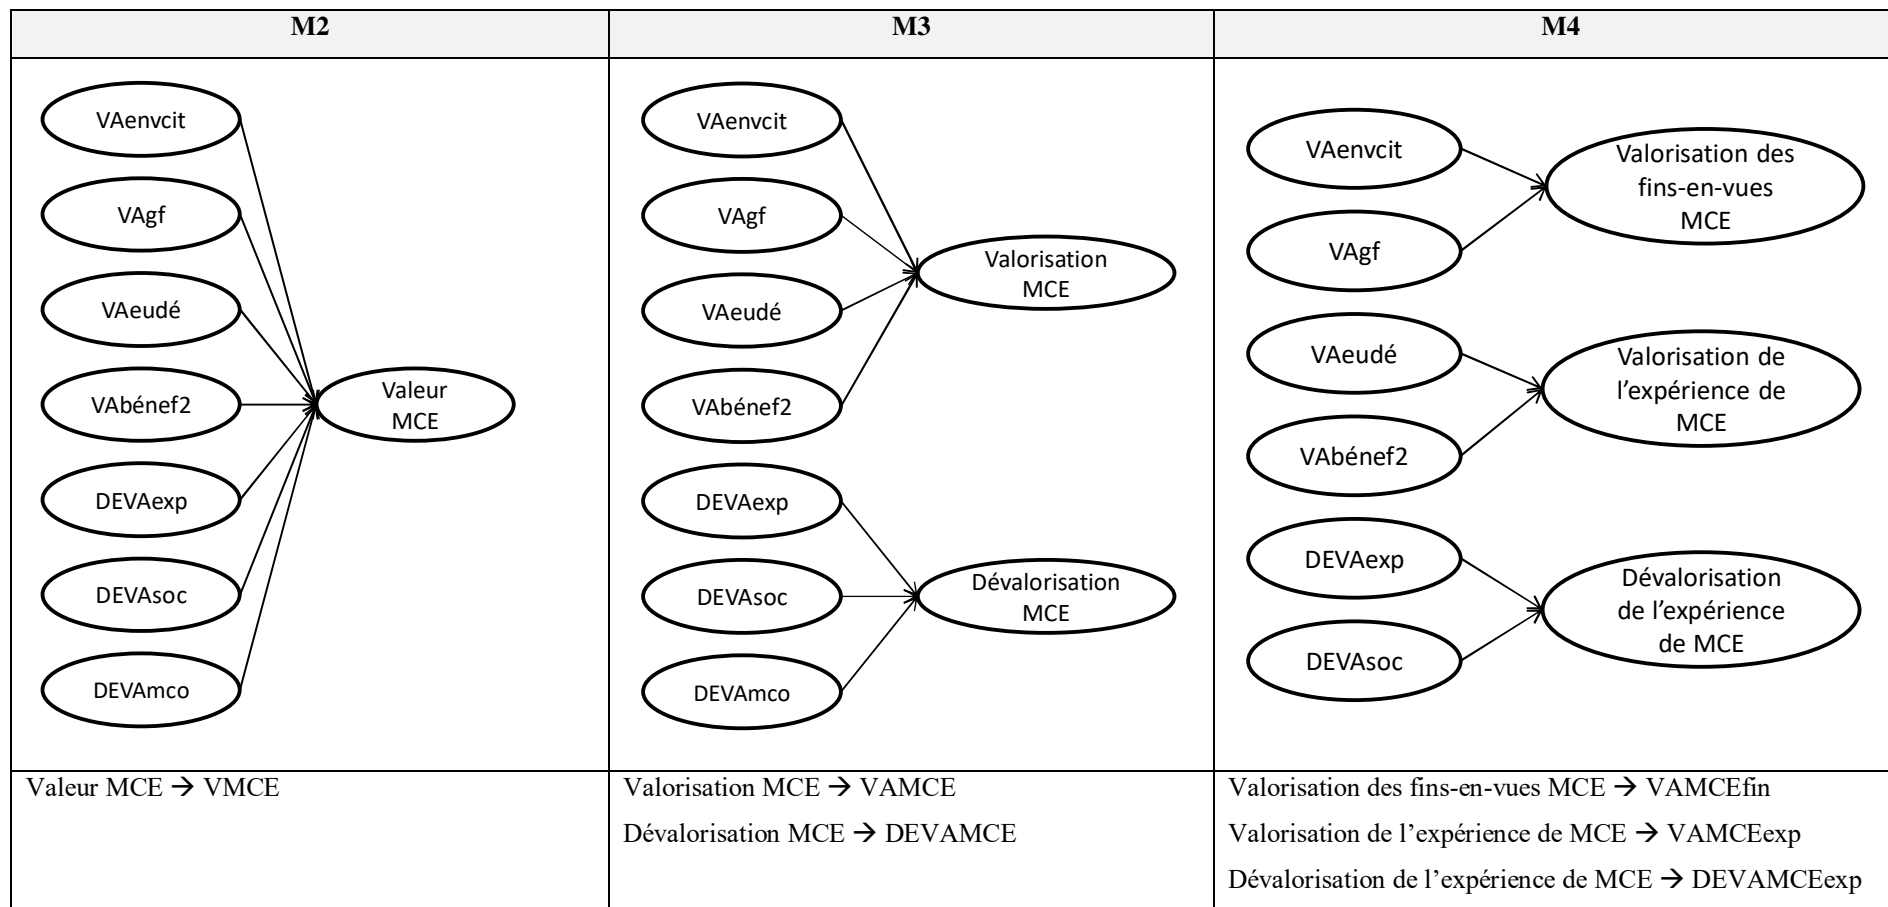 M2
M3
M4
VAenvcit
VAgf
VAeudé
VAbénef2
DEVAexp
DEVAsoc
DEVAmco
Valeur
MCE
VAenvcit
VAgf
VAeudé
VAbénef2
DEVAexp
DEVAsoc
DEVAmco
Valorisation
MCE
Dévalorisation
MCE
VAenvcit
VAgf
VAeudé
VAbénef2
DEVAexp
DEVAsoc
Valorisation des
fins-en-vues
MCE
Valorisation de
l’expérience de
MCE
Dévalorisation
de l’expérience
de MCE
Valeur MCE → VMCE
Valorisation MCE → VAMCE
Dévalorisation MCE → DEVAMCE
Valorisation des fins-en-vues MCE → VAMCEfin
Valorisation de l’expérience de MCE → VAMCEexp
Dévalorisation de l’expérience de MCE → DEVAMCEexp